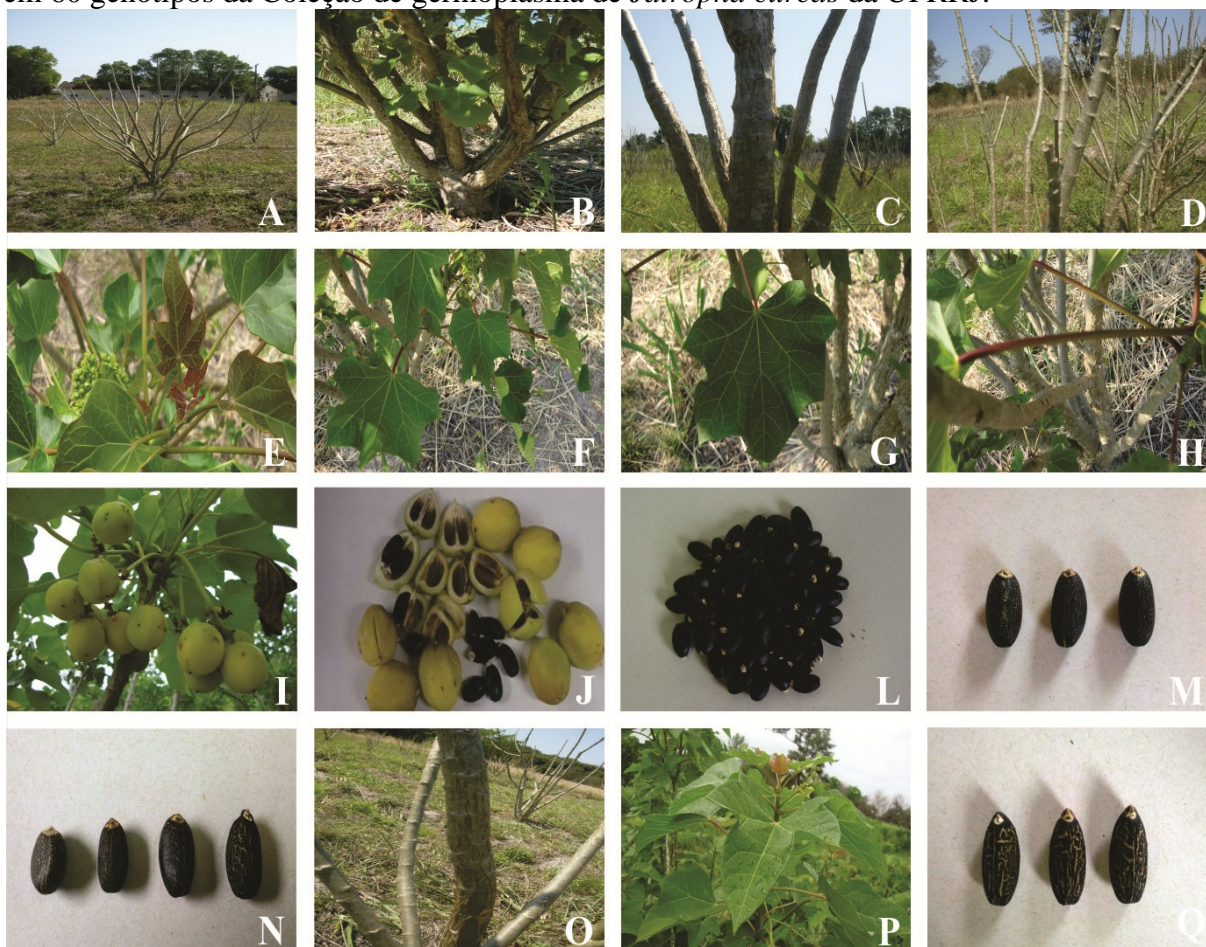 em 60 genótipos da Coleção de germoplasma de Jatropha curcas da UFRRJ.
A B C D
E F G H
I J L M
N O P Q